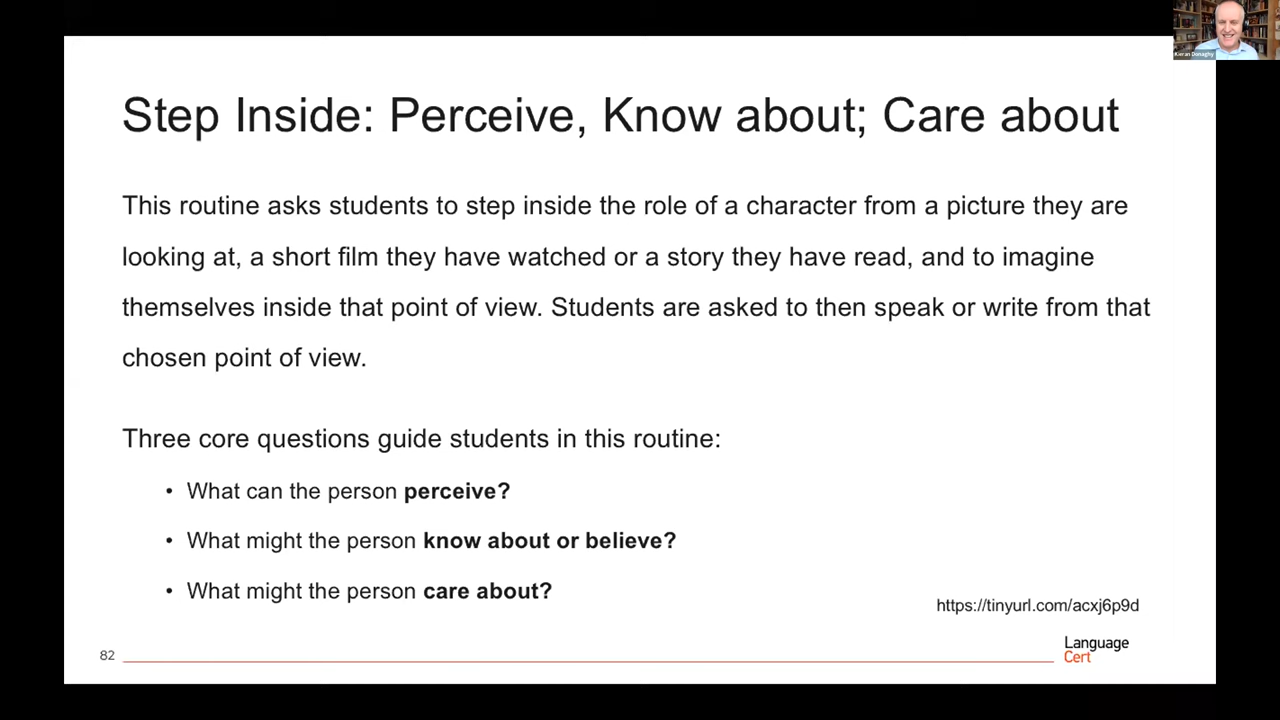 Kieran Donaghy
Step Inside: Perceive, Know about; Care about
This routine asks students to step inside the role of a character from a picture they are
looking at, a short film they have watched or a story they have read, and to imagine
themselves inside that point of view. Students are asked to then speak or write from that
chosen point of view.
Three core questions guide students in this routine:
• What can the person perceive?
• What might the person know about or believe?
• What might the person care about?
https://tinyurl.com/acxj6p9d
82
Language
Cert